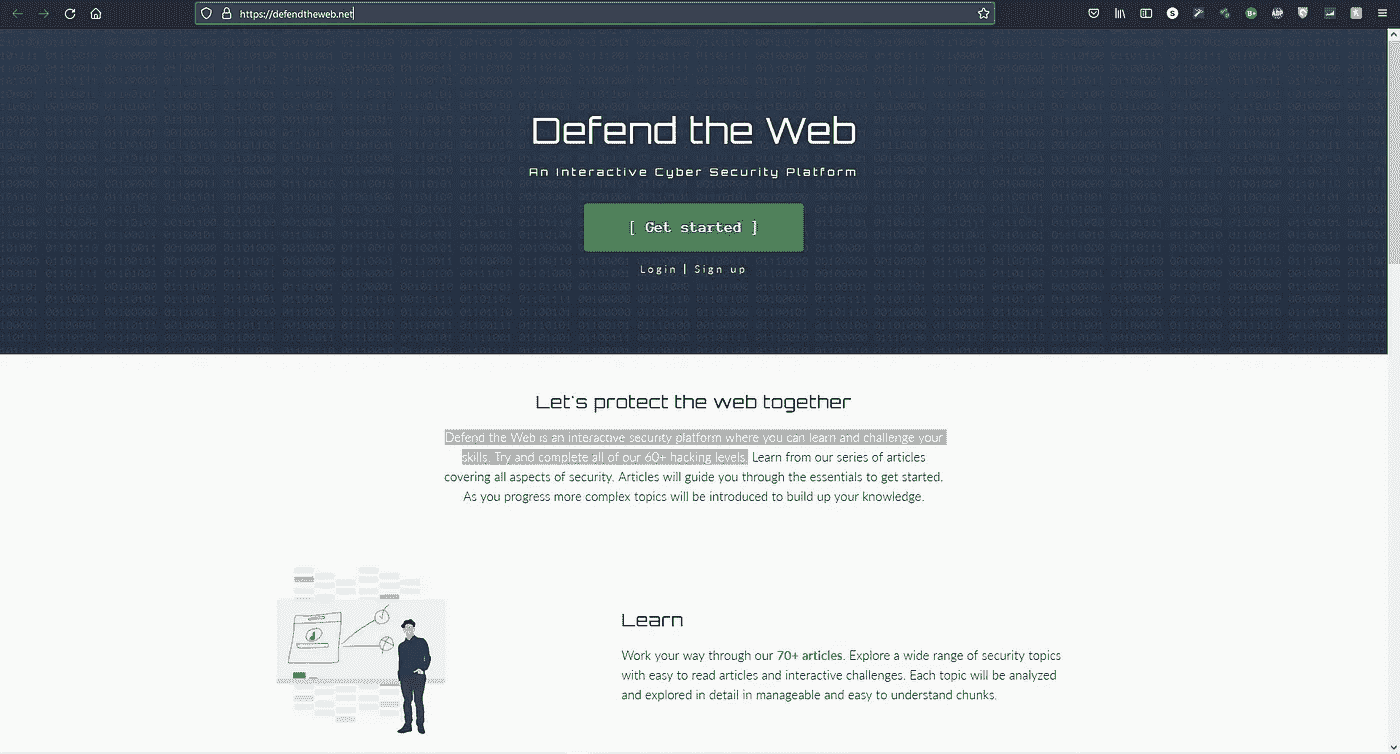 https://defendtheweb.net
Defend the Web
An Interactive Cyber Security Platform
[ Get started ]
Login | Sign up
Let's protect the web together
Defend the Web is an interactive security platform where you can learn and challenge your
skills. Try and complete all of our 60+ hacking levels. Learn from our series of articles
covering all aspects of security. Articles will guide you through the essentials to get started.
As you progress more complex topics will be introduced to build up your knowledge.
Learn
Work your way through our 70+ articles. Explore a wide range of security topics
with easy to read articles and interactive challenges. Each topic will be analyzed
and explored in detail in manageable and easy to understand chunks.